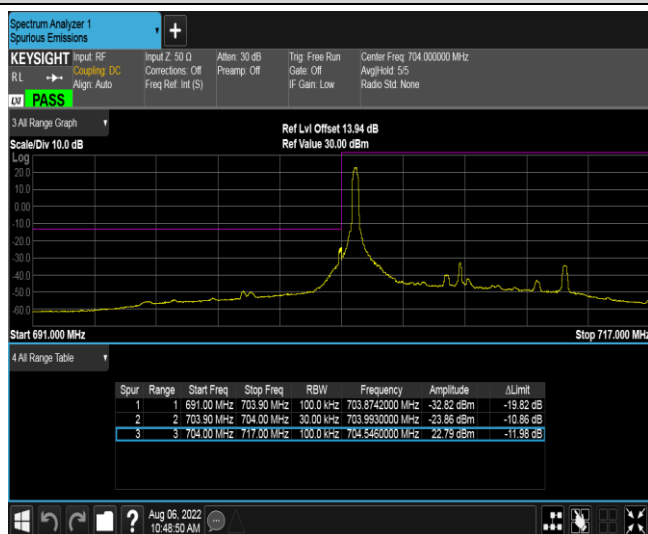 Spectrum Analyzer 1
Spurious Emissions
+
KEYSIGHT Input: RF Input Z: 50 Ω Atten: 30 dB Trig: Free Run Center Freq: 704.000000 MHz
RL Coupling: DC Corrections: Off Preamp: Off Gate: Off Avg|Hold: 5/5
Align: Auto Freq Ref: Int (S) IF Gain: Low Radio Std: None
LXI PASS
3 All Range Graph
Ref Lvl Offset 13.94 dB
Scale/Div 10.0 dB Ref Value 30.00 dBm
Log
20.0
10.0
0.00
-10.0
-20.0
-30.0
-40.0
-50.0
-60.0
Start 691.000 MHz Stop 717.000 MHz
4 All Range Table
Spur Range Start Freq Stop Freq RBW Frequency Amplitude ΔLimit
1 1 691.00 MHz 703.90 MHz 100.0 kHz 703.8742000 MHz -32.82 dBm -19.82 dB
2 2 703.90 MHz 704.00 MHz 30.00 kHz 703.9930000 MHz -23.86 dBm -10.86 dB
3 3 704.00 MHz 717.00 MHz 100.0 kHz 704.5460000 MHz 22.79 dBm -11.98 dB
? Aug 06, 2022
10:48:50 AM